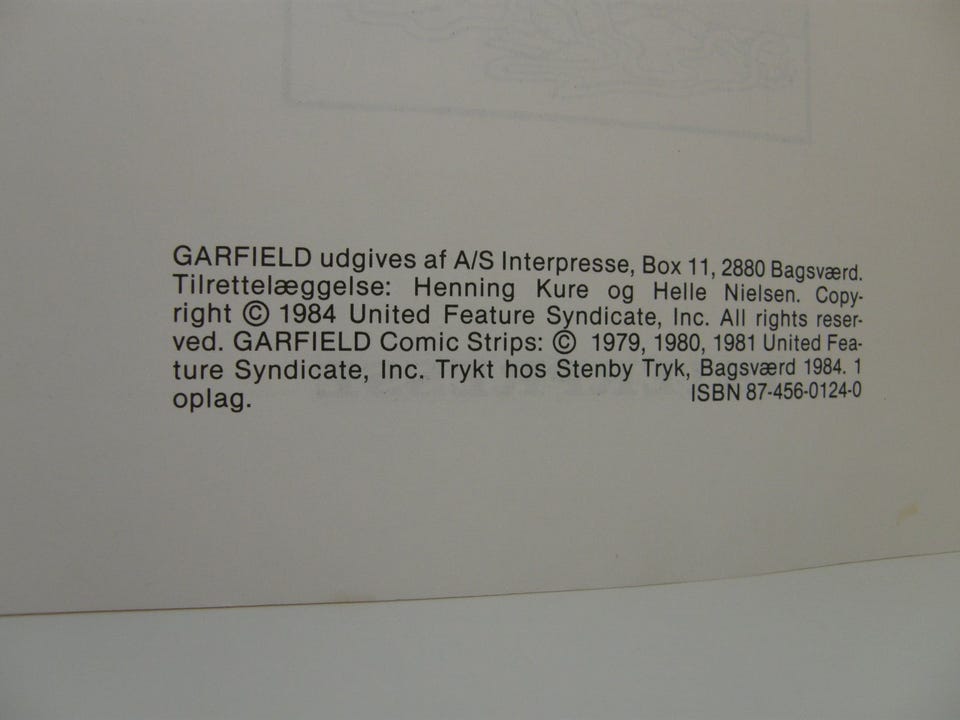 GARFIELD udgives af A/S Interpresse, Box 11, 2880 Bagsværd.
Tilrettelæggelse: Henning Kure og Helle Nielsen. Copy-
right © 1984 United Feature Syndicate, Inc. All rights reser-
ved. GARFIELD Comic Strips: © 1979, 1980, 1981 United Fea-
ture Syndicate, Inc. Trykt hos Stenby Tryk, Bagsværd 1984. 1
oplag. ISBN 87-456-0124-0